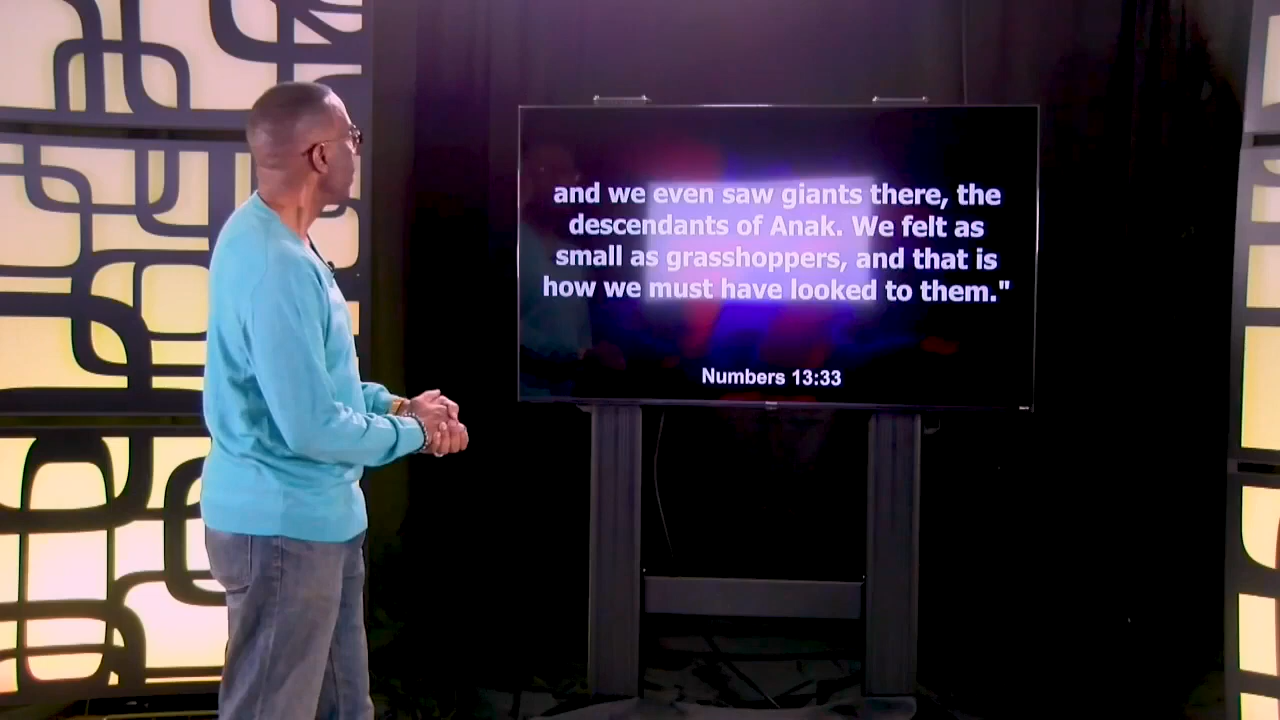 and we even saw giants there, the
descendants of Anak. We felt as
small as grasshoppers, and that is
how we must have looked to them."
Numbers 13:33